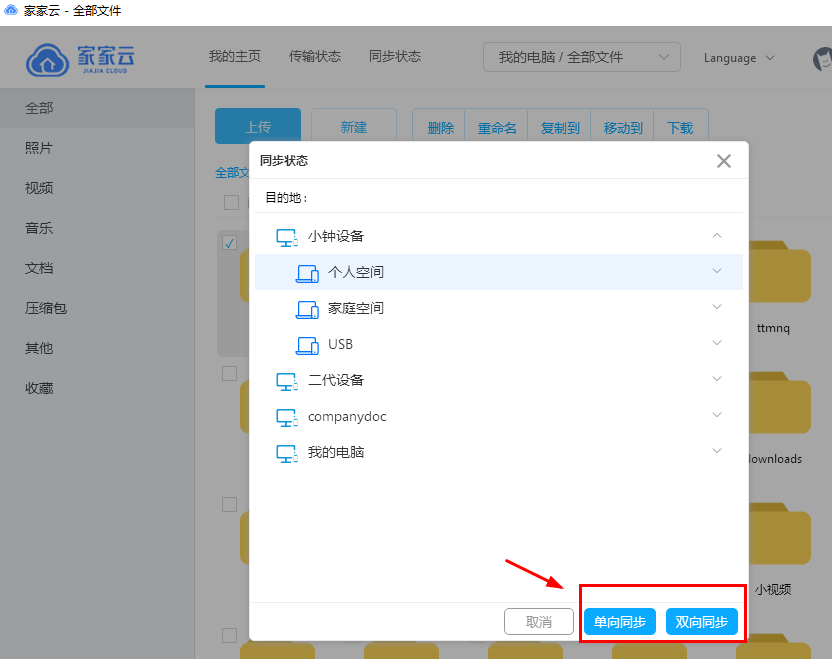 家家云 - 全部文件
家家云
JIAJIA CLOUD
我的主页 传输状态 同步状态 我的电脑 / 全部文件 Language
全部
照片
视频
音乐
文档
压缩包
其他
收藏
上传 新建 删除 重命名 复制到 移动到 下载
全部文
同步状态
目的地：
小钟设备
个人空间
家庭空间
USB
二代设备
companydoc
我的电脑
ttmnq
ownloads
小视频
取消 单向同步 双向同步